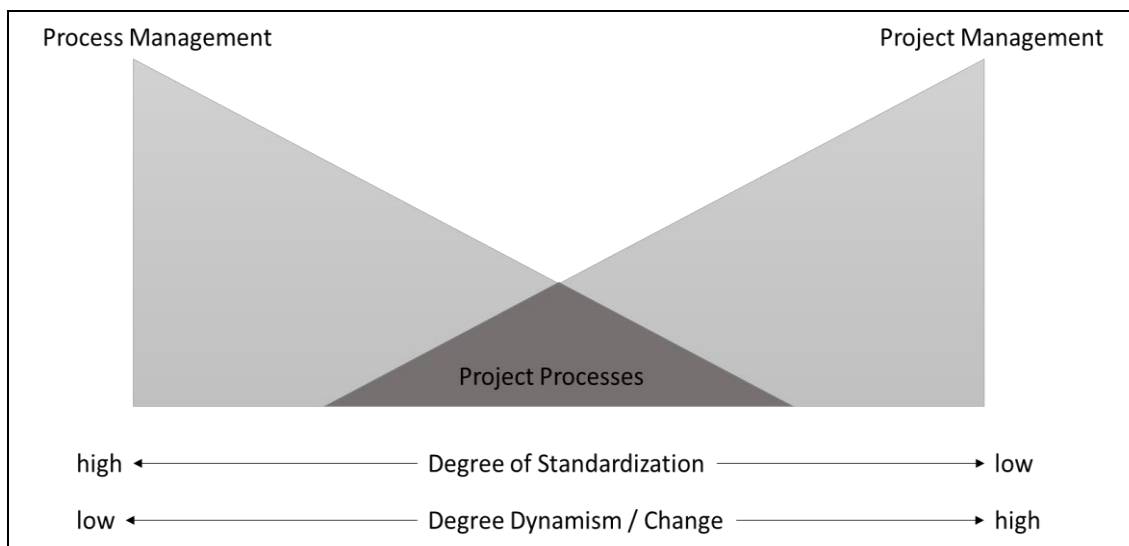 Process Management
Project Management
Project Processes
high
Degree of Standardization
low
low
Degree Dynamism / Change
high